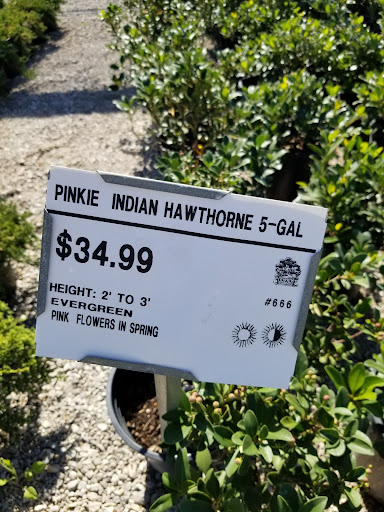 PINKIE INDIAN HAWTHORNE 5-GAL
$34.99
HEIGHT: 2' TO 3'
EVERGREEN
PINK FLOWERS IN SPRING
#666